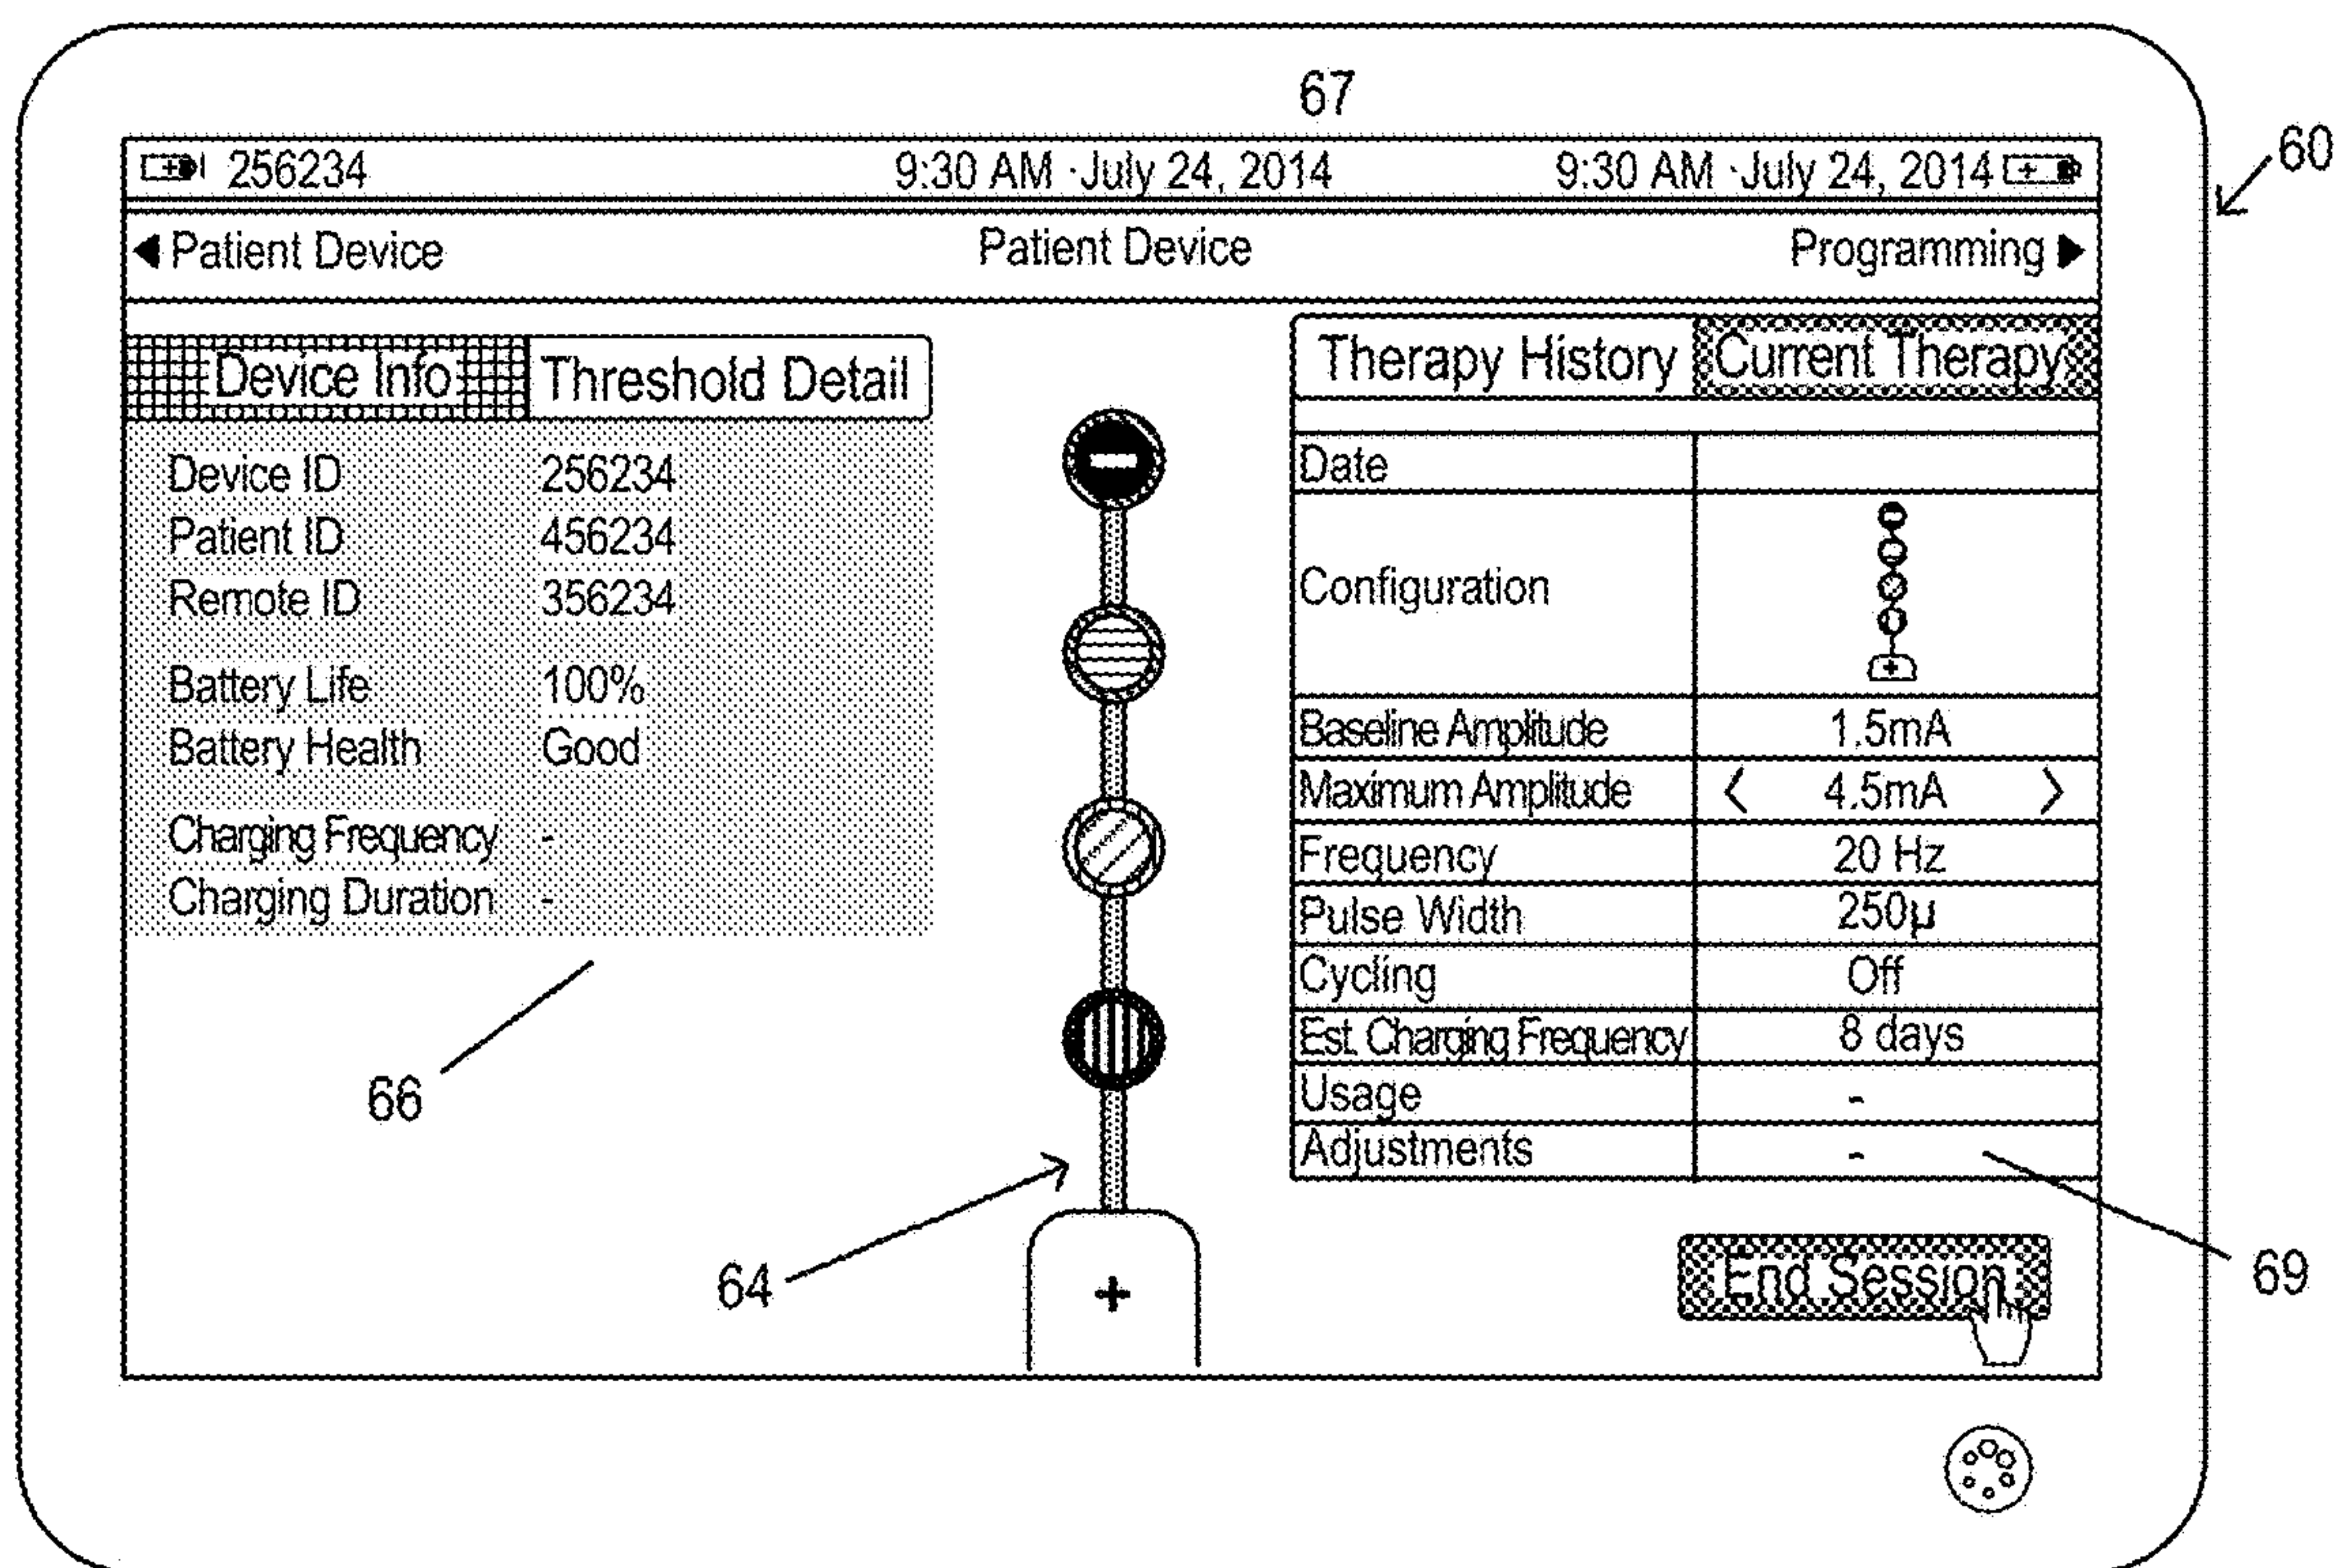 67
60
256234 9:30 AM ·July 24, 2014 9:30 AM ·July 24, 2014
◀ Patient Device Patient Device Programming ▶
Device Info Threshold Detail
Device ID 256234
Patient ID 456234
Remote ID 356234
Battery Life 100%
Battery Health Good
Charging Frequency -
Charging Duration -
66
64
−
+
Therapy History Current Therapy
Date
Configuration
+
Baseline Amplitude 1.5mA
Maximum Amplitude < 4.5mA >
Frequency 20 Hz
Pulse Width 250µ
Cycling Off
Est. Charging Frequency 8 days
Usage -
Adjustments -
69
End Session